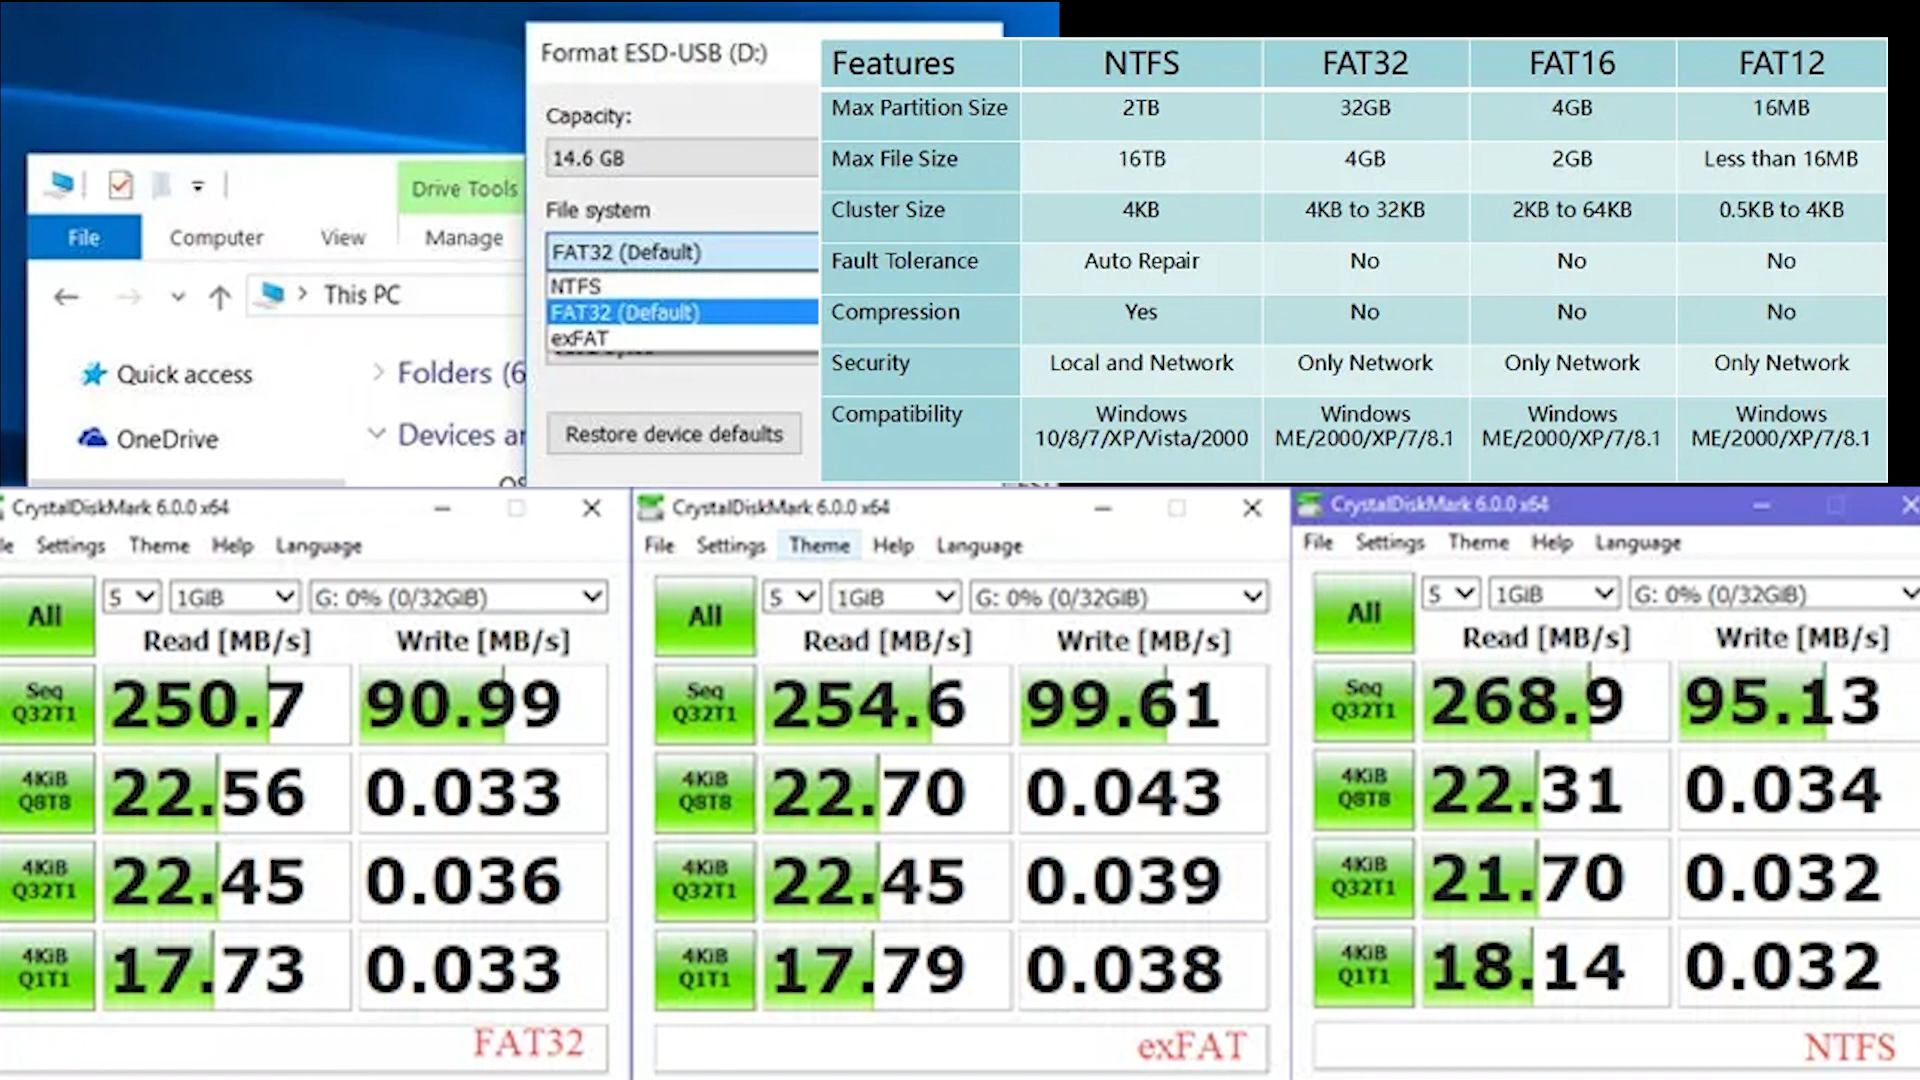 Format ESD-USB (D:)
Capacity:
14.6 GB
File system
FAT32 (Default)
NTFS
FAT32 (Default)
exFAT
Restore device defaults
Drive Tools
File Computer View Manage
This PC
Quick access
Folders (6
OneDrive
Devices ar
Features NTFS FAT32 FAT16 FAT12
Max Partition Size 2TB 32GB 4GB 16MB
Max File Size 16TB 4GB 2GB Less than 16MB
Cluster Size 4KB 4KB to 32KB 2KB to 64KB 0.5KB to 4KB
Fault Tolerance Auto Repair No No No
Compression Yes No No No
Security Local and Network Only Network Only Network Only Network
Compatibility Windows Windows Windows Windows
10/8/7/XP/Vista/2000 ME/2000/XP/7/8.1 ME/2000/XP/7/8.1 ME/2000/XP/7/8.1
CrystalDiskMark 6.0.0 x64
le Settings Theme Help Language
All 5 1GiB G: 0% (0/32GiB)
Read [MB/s] Write [MB/s]
Seq
Q32T1 250.7 90.99
4KiB
Q8T8 22.56 0.033
4KiB
Q32T1 22.45 0.036
4KiB
Q1T1 17.73 0.033
FAT32
CrystalDiskMark 6.0.0 x64
File Settings Theme Help Language
All 5 1GiB G: 0% (0/32GiB)
Read [MB/s] Write [MB/s]
Seq
Q32T1 254.6 99.61
4KiB
Q8T8 22.70 0.043
4KiB
Q32T1 22.45 0.039
4KiB
Q1T1 17.79 0.038
exFAT
CrystalDiskMark 6.0.0 x64
File Settings Theme Help Language
All 5 1GiB G: 0% (0/32GiB)
Read [MB/s] Write [MB/s]
Seq
Q32T1 268.9 95.13
4KiB
Q8T8 22.31 0.034
4KiB
Q32T1 21.70 0.032
4KiB
Q1T1 18.14 0.032
NTFS